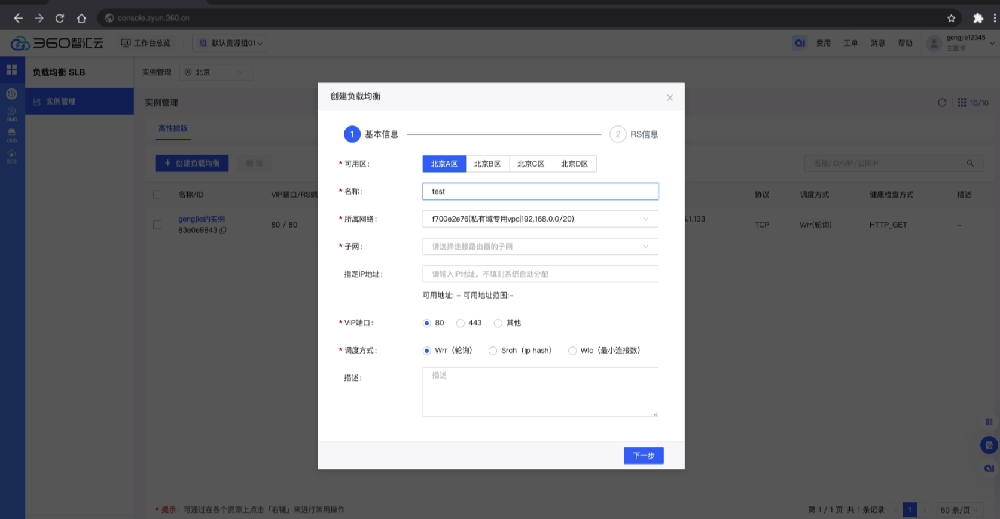 console.zyun.360.cn
360智汇云 工作台总览 组 默认资源组01 费用 工单 消息 帮助 gengjie12345
主账号
负载均衡 SLB 实例管理 北京
实例管理 实例管理 10/10
SMS
OBS
ECS
高性能版
+ 创建负载均衡 删 除 名称/ID/VIP/公网IP
名称/ID VIP端口/RS端 协议 调度方式 健康检查方式 描述
gengjie的实例
83e0e9843 80 / 80 .1.133 TCP Wrr(轮询) HTTP_GET –
创建负载均衡
1 基本信息 2 RS信息
* 可用区: 北京A区 北京B区 北京C区 北京D区
* 名称: test
* 所属网络: f700e2e76(私有域专用vpc|192.168.0.0/20)
* 子网: 请选择连接路由器的子网
指定IP地址: 请输入IP地址。不填则系统自动分配
可用地址: – 可用地址范围:–
* VIP端口: 80 443 其他
* 调度方式: Wrr（轮询） Srch（ip hash） Wlc（最小连接数）
描述: 描述
下一步
* 提示: 可通过在各个资源上点击「右键」来进行常用操作 第 1 / 1 页 共 1 条记录 < 1 > 50 条/页